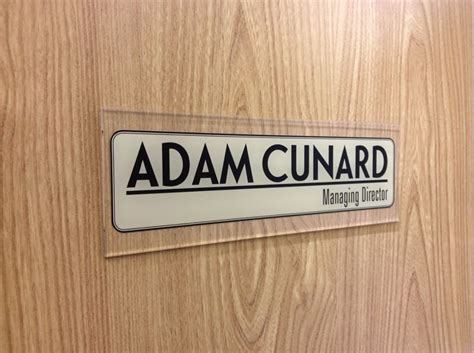 ADAM CUNARD
Managing Director